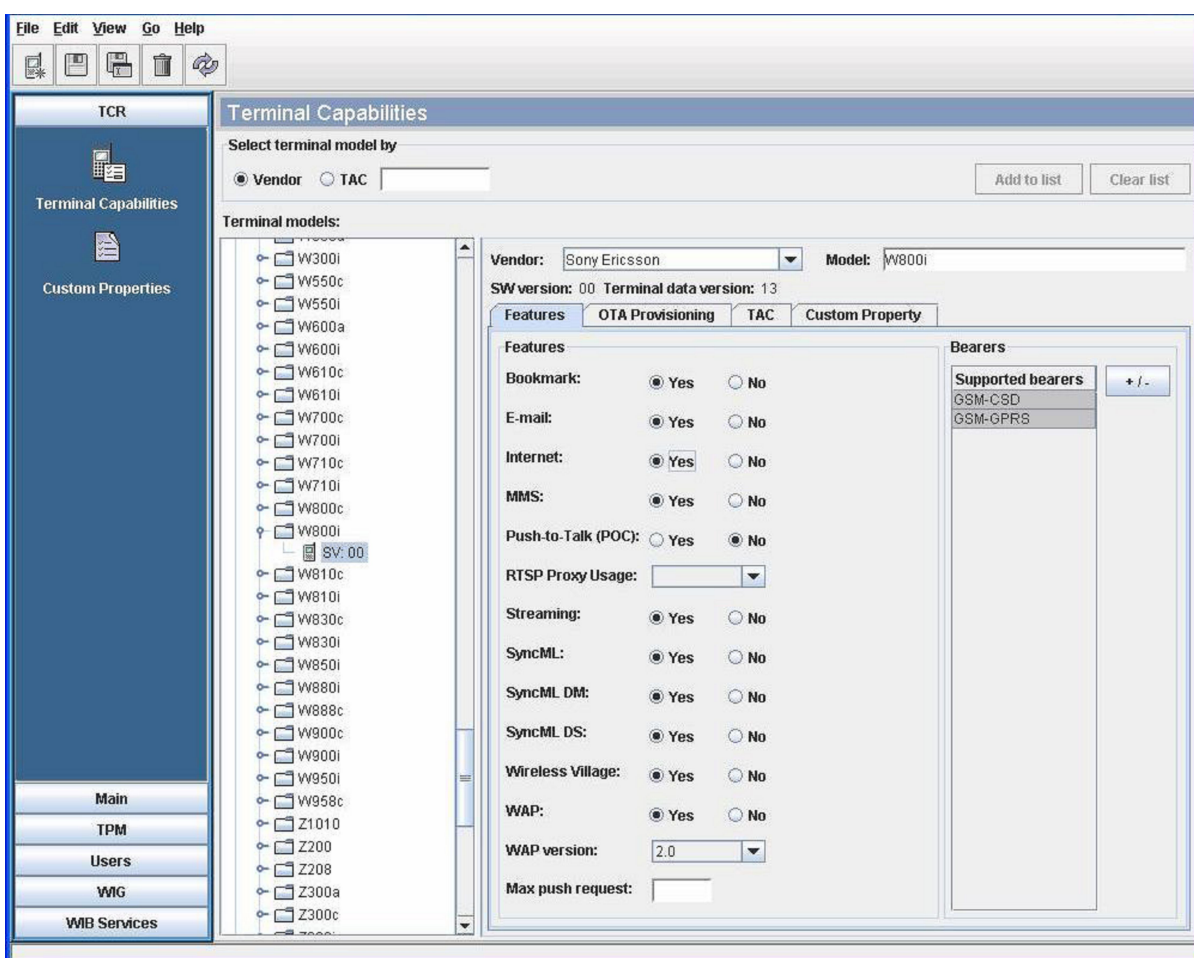 File Edit View Go Help
TCR
Terminal Capabilities
Custom Properties
Main
TPM
Users
WIG
WIB Services
Terminal Capabilities
Select terminal model by
Vendor TAC
Add to list Clear list
Terminal models:
W300i
W550c
W550i
W600a
W600i
W610c
W610i
W700c
W700i
W710c
W710i
W800c
W800i
SV: 00
W810c
W810i
W830c
W830i
W850i
W880i
W888c
W900c
W900i
W950i
W958c
Z1010
Z200
Z208
Z300a
Z300c
Vendor: Sony Ericsson Model: W800i
SW version: 00 Terminal data version: 13
Features OTA Provisioning TAC Custom Property
Features
Bookmark: Yes No
E-mail: Yes No
Internet: Yes No
MMS: Yes No
Push-to-Talk (POC): Yes No
RTSP Proxy Usage:
Streaming: Yes No
SyncML: Yes No
SyncML DM: Yes No
SyncML DS: Yes No
Wireless Village: Yes No
WAP: Yes No
WAP version: 2.0
Max push request:
Bearers
Supported bearers + / -
GSM-CSD
GSM-GPRS